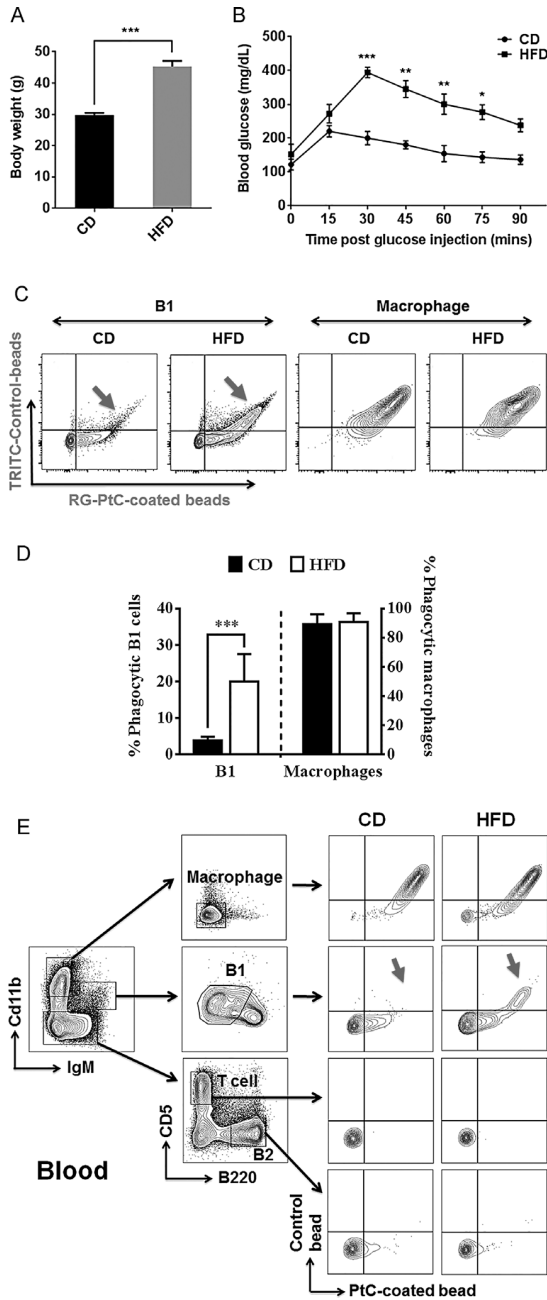 A
***
50
40
30
20
10
0
Body weight (g)
CD
HFD
B
CD
HFD
500
400
300
200
100
0
Blood glucose (mg/dL)
***
**
**
*
0 15 30 45 60 75 90
Time post glucose injection (mins)
C
B1
Macrophage
CD
HFD
CD
HFD
TRITC-Control-beads
RG-PtC-coated beads
D
CD
HFD
% Phagocytic B1 cells
40
30
20
10
0
***
100
80
60
40
20
0
% Phagocytic macrophages
B1
Macrophages
E
CD
HFD
Macrophage
B1
Cd11b
IgM
T cell
B2
CD5
B220
Blood
Control bead
PtC-coated bead